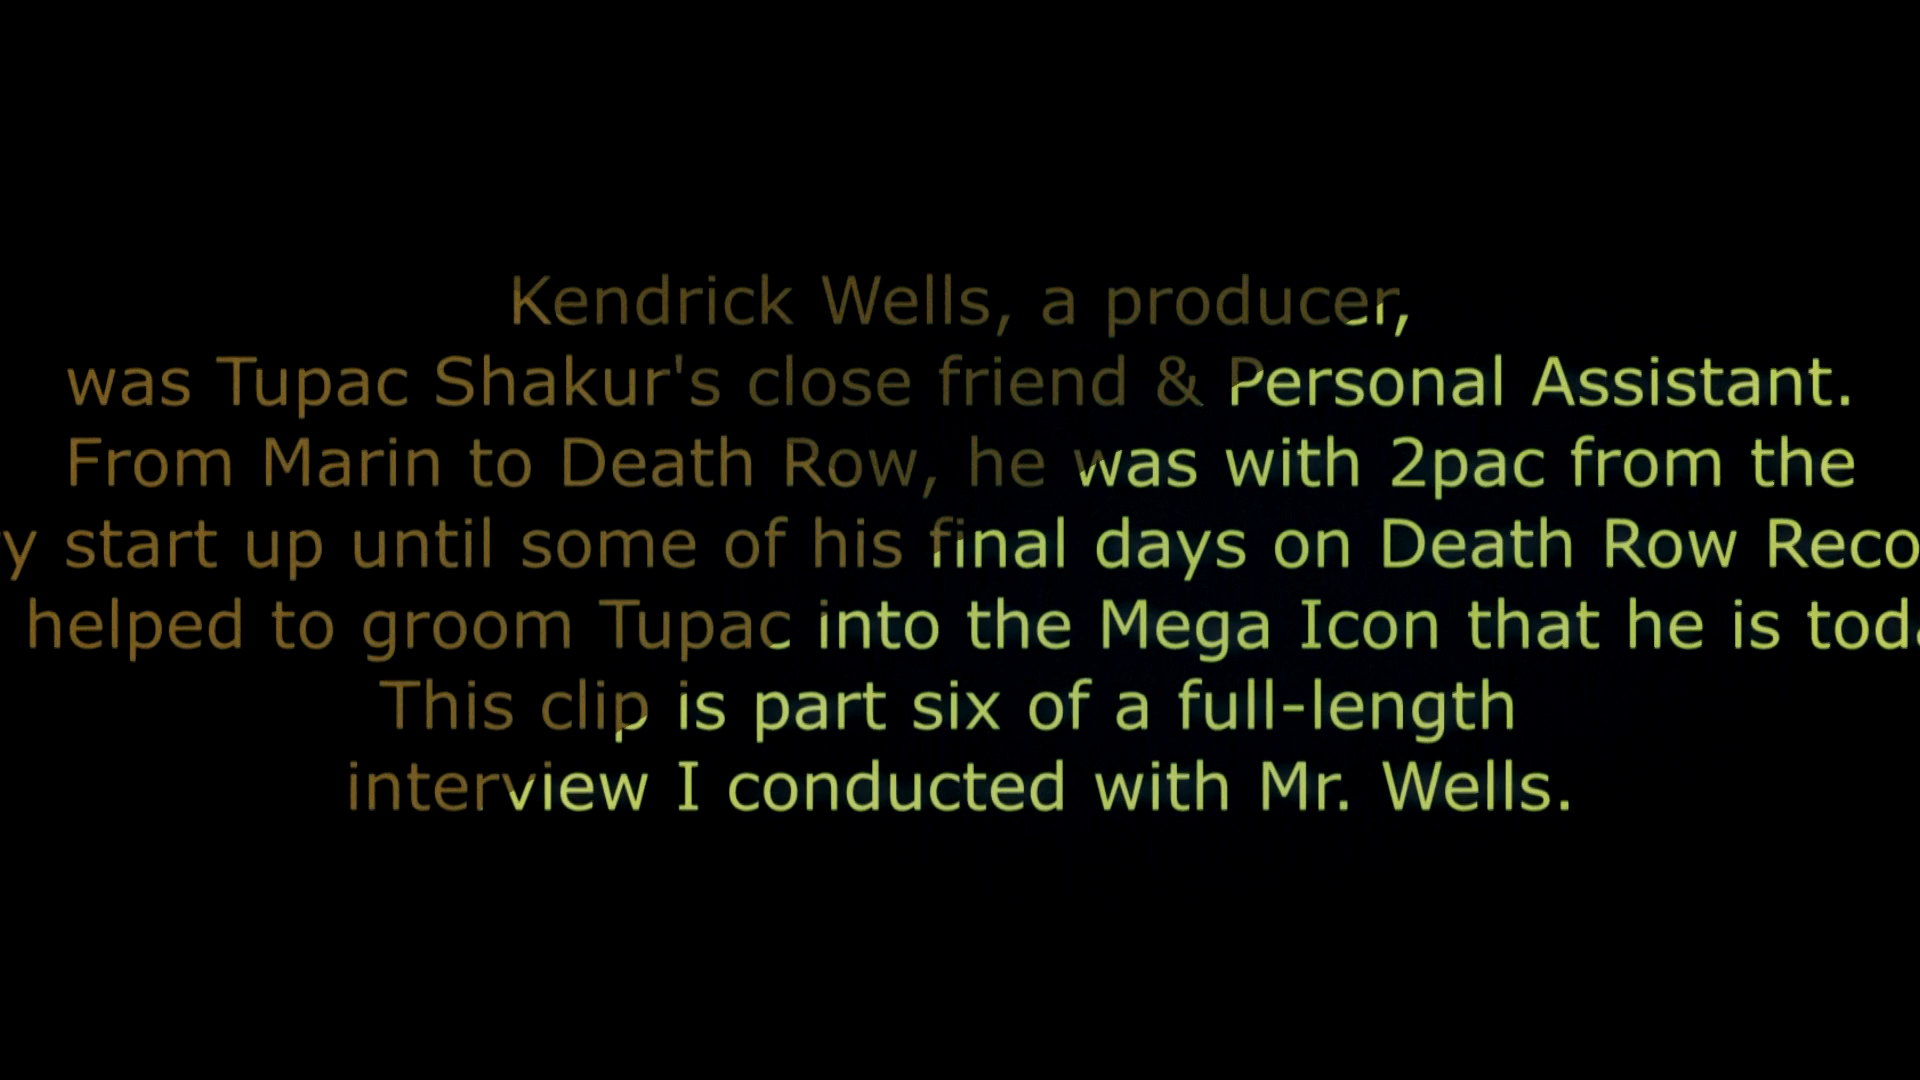 Kendrick Wells, a producer,
was Tupac Shakur's close friend & Personal Assistant.
From Marin to Death Row, he was with 2pac from the
y start up until some of his final days on Death Row Reco
helped to groom Tupac into the Mega Icon that he is toda
This clip is part six of a full-length
interview I conducted with Mr. Wells.